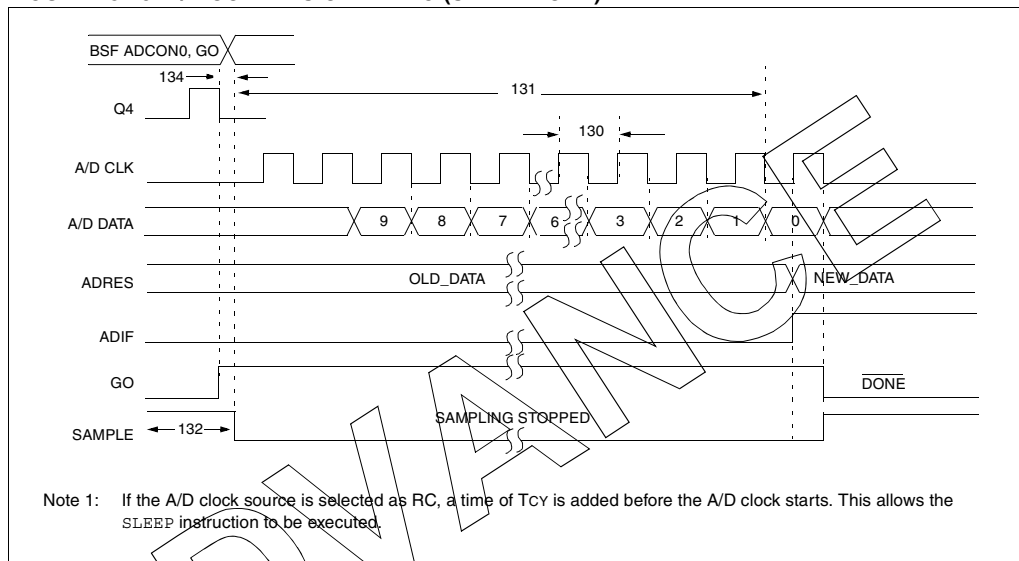 BSF ADCON0, GO
134
131
Q4
130
A/D CLK
A/D DATA
9 8 7 6 3 2 1 0
ADRES
OLD_DATA
NEW_DATA
ADIF
GO
DONE
SAMPLING STOPPED
SAMPLE
132
Note 1: If the A/D clock source is selected as RC, a time of TCY is added before the A/D clock starts. This allows the
SLEEP instruction to be executed.